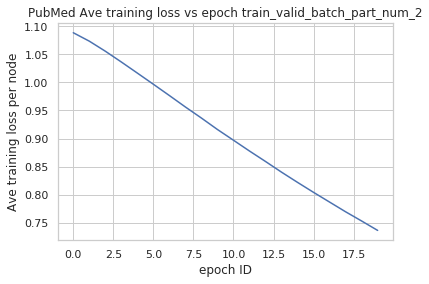 PubMed Ave training loss vs epoch train_valid_batch_part_num_2
1.10
1.05
1.00
0.95
0.90
0.85
0.80
0.75
Ave training loss per node
0.0 2.5 5.0 7.5 10.0 12.5 15.0 17.5
epoch ID